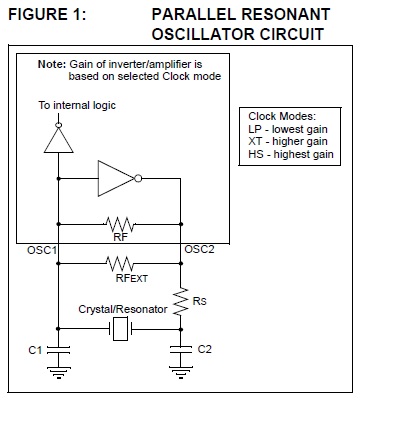 FIGURE 1: PARALLEL RESONANT
OSCILLATOR CIRCUIT
Note: Gain of inverter/amplifier is
based on selected Clock mode
To internal logic
Clock Modes:
LP - lowest gain
XT - higher gain
HS - highest gain
RF
OSC1
OSC2
RFEXT
RS
Crystal/Resonator
C1
C2